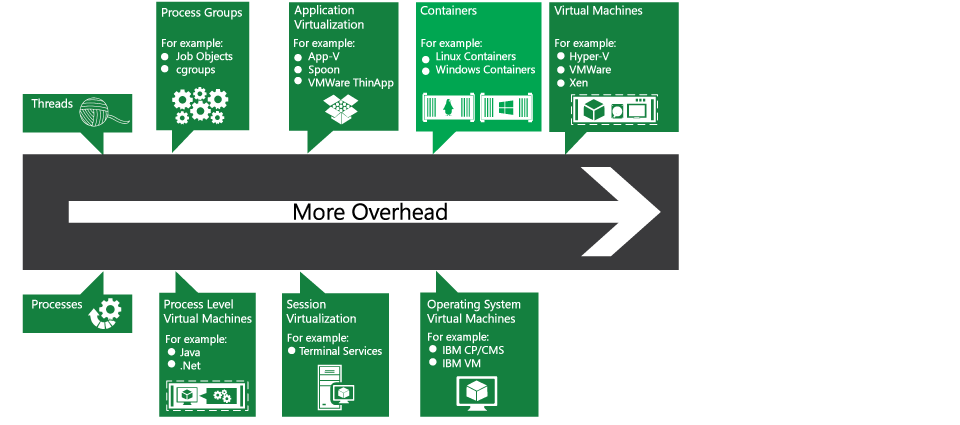 Threads
Process Groups
For example:
Job Objects
cgroups
Application
Virtualization
For example:
App-V
Spoon
VMWare ThinApp
Containers
For example:
Linux Containers
Windows Containers
Virtual Machines
For example:
Hyper-V
VMWare
Xen
More Overhead
Processes
Process Level
Virtual Machines
For example:
Java
.Net
Session
Virtualization
For example:
Terminal Services
Operating System
Virtual Machines
For example:
IBM CP/CMS
IBM VM